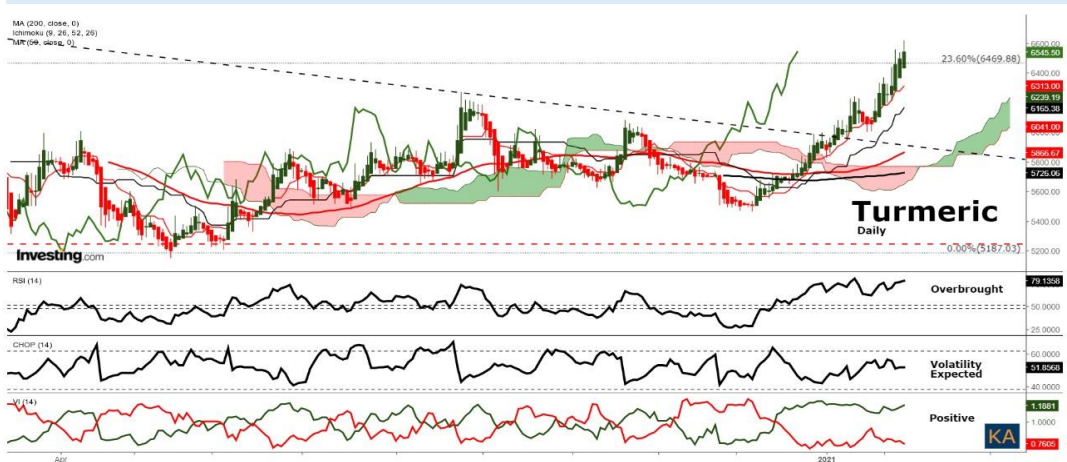 MA (200, close, 0)
Ichimoku (9, 26, 52, 26)
MA (50, close, 0)
6600.00
6545.50
23.60%(6469.88)
6400.00
6313.00
6239.19
6165.38
6041.00
5866.67
5800.00
5726.06
5600.00
Turmeric
Daily
5400.00
5200.00
0.00%(5187.03)
Investing.com
RSI (14)
79.1358
Overbrought
50.0000
25.0000
CHOP (14)
60.0000
Volatility
Expected
51.8568
40.0000
VI (14)
1.1881
Positive
1.0000
KA
0.7605
Apr
2021